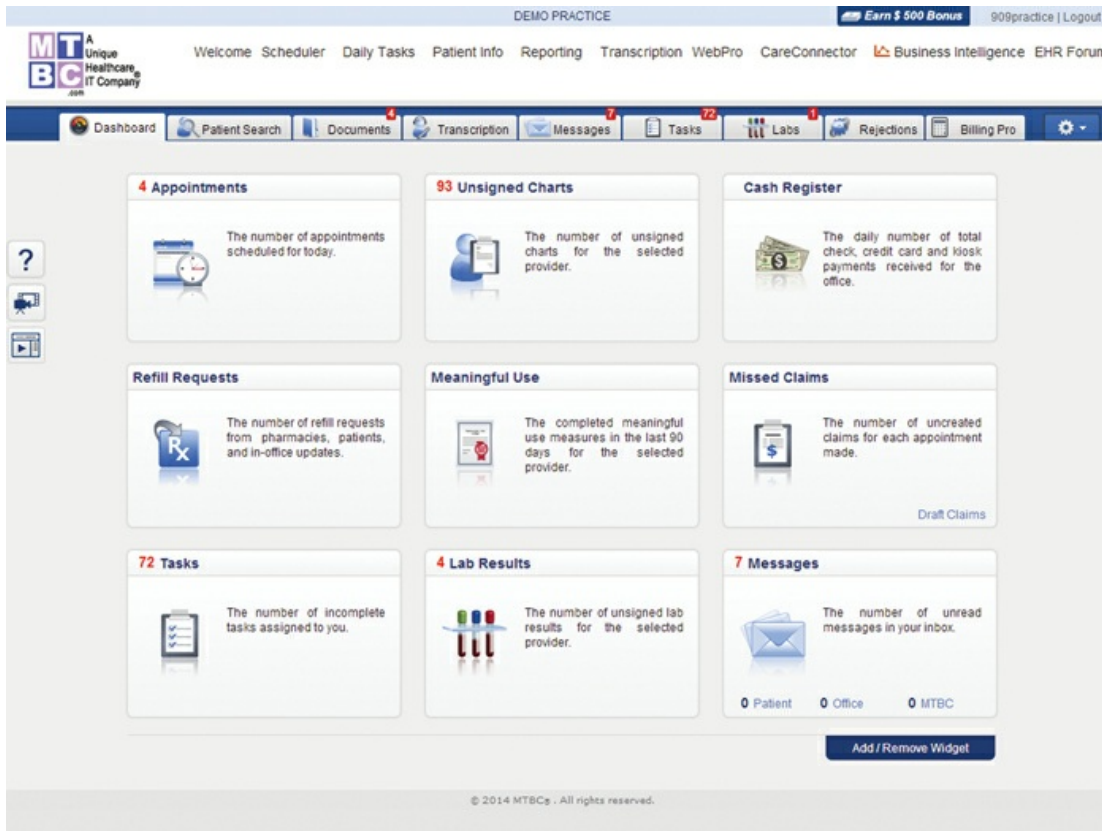 DEMO PRACTICE
Earn $ 500 Bonus
909practice | Logout
MTBC
.com
A
Unique
Healthcare
IT Company
®
Welcome Scheduler Daily Tasks Patient Info Reporting Transcription WebPro CareConnector Business Intelligence EHR Forum
4 7 72 1
Dashboard Patient Search Documents Transcription Messages Tasks Labs Rejections Billing Pro
4 Appointments
The number of appointments
scheduled for today.
93 Unsigned Charts
The number of unsigned
charts for the selected
provider.
Cash Register
The daily number of total
check, credit card and kiosk
payments received for the
office.
?
Refill Requests
Rx
The number of refill requests
from pharmacies, patients,
and in-office updates.
Meaningful Use
The completed meaningful
use measures in the last 90
days for the selected
provider.
Missed Claims
$
The number of uncreated
claims for each appointment
made.
Draft Claims
72 Tasks
The number of incomplete
tasks assigned to you.
4 Lab Results
The number of unsigned lab
results for the selected
provider.
7 Messages
The number of unread
messages in your inbox.
0 Patient 0 Office 0 MTBC
Add / Remove Widget
© 2014 MTBC® . All rights reserved.